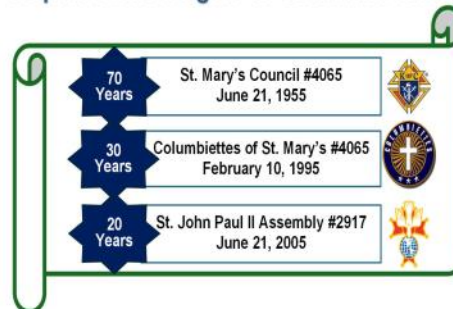 70
Years
St. Mary's Council #4065
June 21, 1955
30
Years
Columbiettes of St. Mary's #4065
February 10, 1995
COLUMBIETTES
20
Years
St. John Paul II Assembly #2917
June 21, 2005